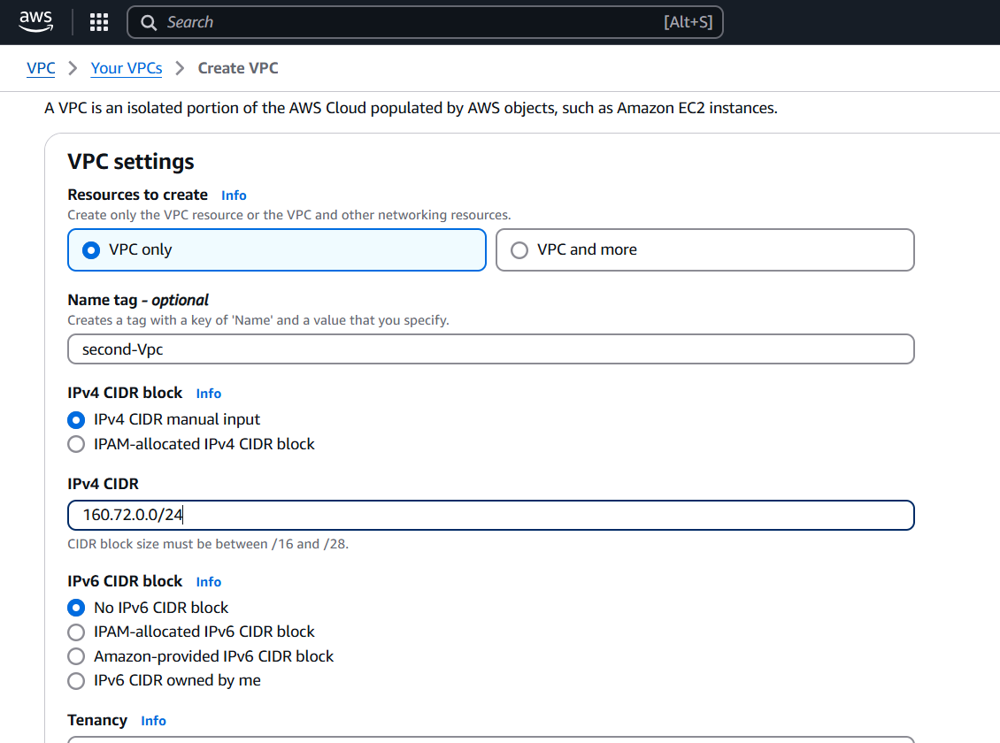 aws
Search [Alt+S]
VPC > Your VPCs > Create VPC
A VPC is an isolated portion of the AWS Cloud populated by AWS objects, such as Amazon EC2 instances.
VPC settings
Resources to create Info
Create only the VPC resource or the VPC and other networking resources.
VPC only VPC and more
Name tag - optional
Creates a tag with a key of 'Name' and a value that you specify.
second-Vpc
IPv4 CIDR block Info
IPv4 CIDR manual input
IPAM-allocated IPv4 CIDR block
IPv4 CIDR
160.72.0.0/24
CIDR block size must be between /16 and /28.
IPv6 CIDR block Info
No IPv6 CIDR block
IPAM-allocated IPv6 CIDR block
Amazon-provided IPv6 CIDR block
IPv6 CIDR owned by me
Tenancy Info